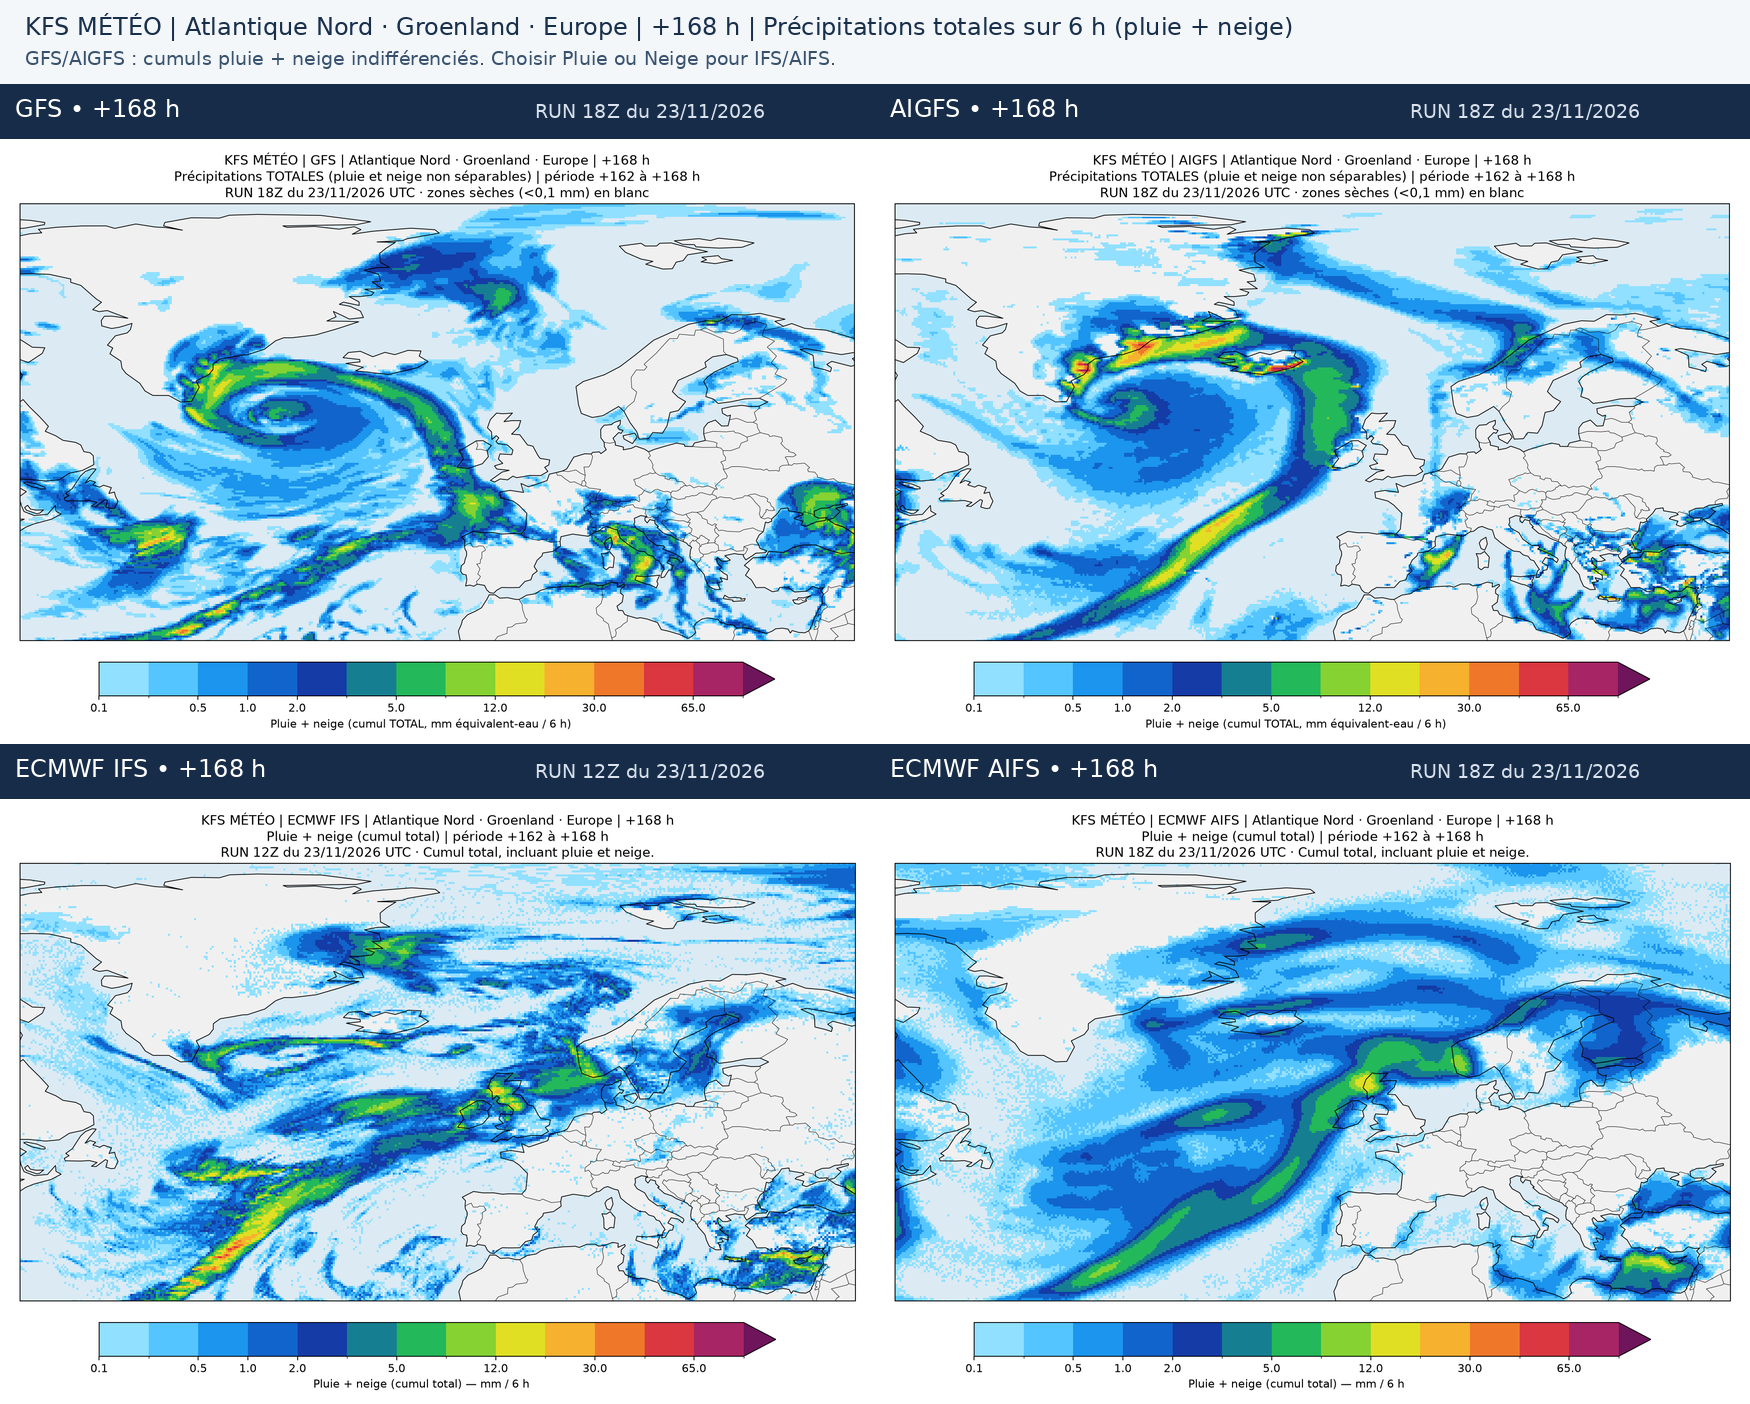 KFS MÉTÉO | Atlantique Nord · Groenland · Europe | +168 h | Précipitations totales sur 6 h (pluie + neige)
GFS/AIGFS : cumuls pluie + neige indifférenciés. Choisir Pluie ou Neige pour IFS/AIFS.
GFS • +168 h RUN 18Z du 23/11/2026
AIGFS • +168 h RUN 18Z du 23/11/2026
KFS MÉTÉO | GFS | Atlantique Nord · Groenland · Europe | +168 h
Précipitations TOTALES (pluie et neige non séparables) | période +162 à +168 h
RUN 18Z du 23/11/2026 UTC · zones sèches (<0,1 mm) en blanc
KFS MÉTÉO | AIGFS | Atlantique Nord · Groenland · Europe | +168 h
Précipitations TOTALES (pluie et neige non séparables) | période +162 à +168 h
RUN 18Z du 23/11/2026 UTC · zones sèches (<0,1 mm) en blanc
0.1 0.5 1.0 2.0 5.0 12.0 30.0 65.0
Pluie + neige (cumul TOTAL, mm équivalent-eau / 6 h)
0.1 0.5 1.0 2.0 5.0 12.0 30.0 65.0
Pluie + neige (cumul TOTAL, mm équivalent-eau / 6 h)
ECMWF IFS • +168 h RUN 12Z du 23/11/2026
ECMWF AIFS • +168 h RUN 18Z du 23/11/2026
KFS MÉTÉO | ECMWF IFS | Atlantique Nord · Groenland · Europe | +168 h
Pluie + neige (cumul total) | période +162 à +168 h
RUN 12Z du 23/11/2026 UTC · Cumul total, incluant pluie et neige.
KFS MÉTÉO | ECMWF AIFS | Atlantique Nord · Groenland · Europe | +168 h
Pluie + neige (cumul total) | période +162 à +168 h
RUN 18Z du 23/11/2026 UTC · Cumul total, incluant pluie et neige.
0.1 0.5 1.0 2.0 5.0 12.0 30.0 65.0
Pluie + neige (cumul total) — mm / 6 h
0.1 0.5 1.0 2.0 5.0 12.0 30.0 65.0
Pluie + neige (cumul total) — mm / 6 h